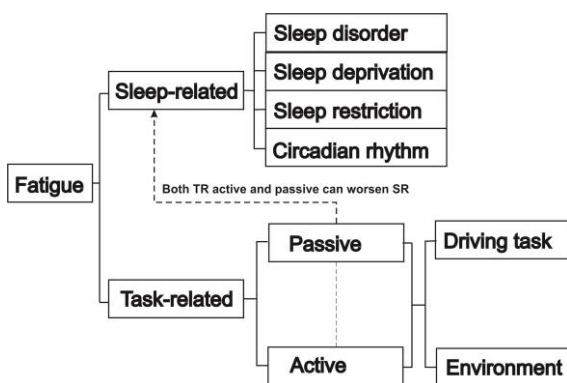 Sleep disorder
Sleep deprivation
Sleep-related
Sleep restriction
Circadian rhythm
Fatigue
Both TR active and passive can worsen SR
Passive
Driving task
Task-related
Active
Environment